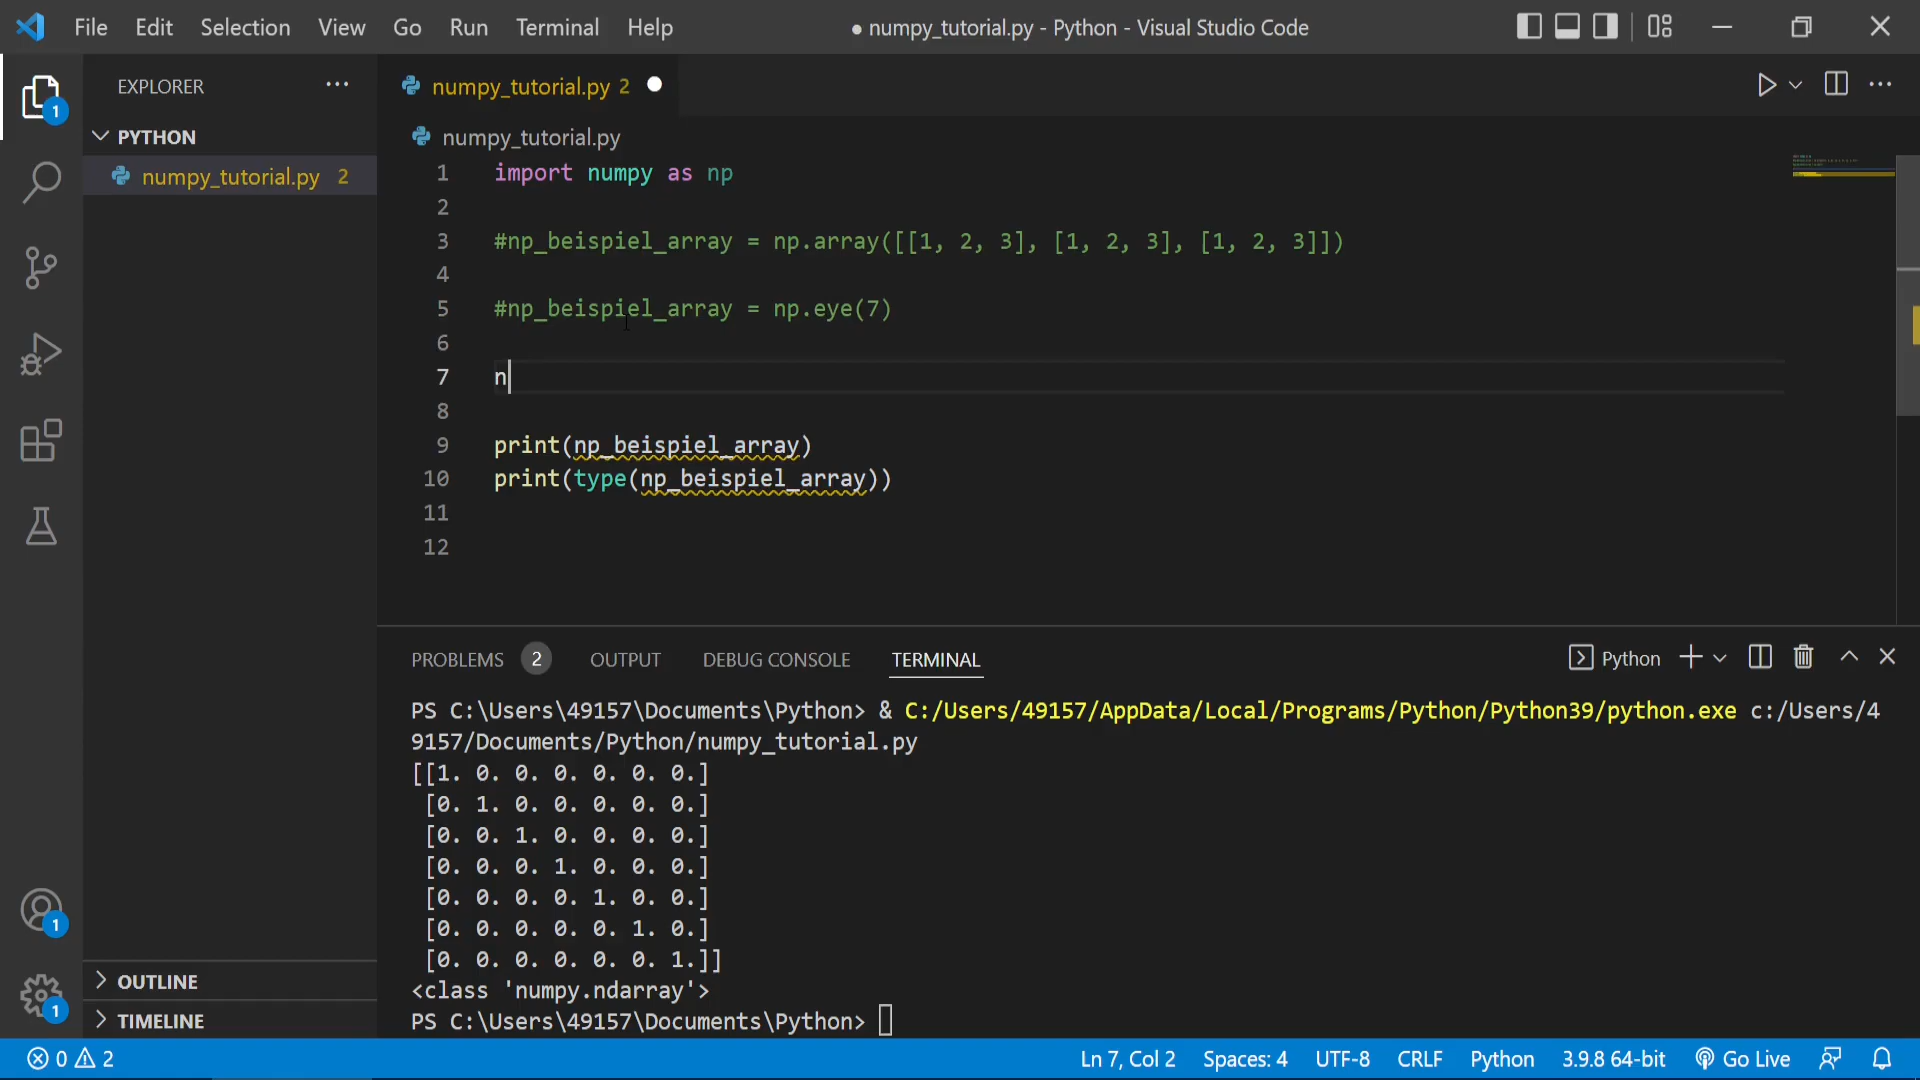 File Edit Selection View Go Run Terminal Help
● numpy_tutorial.py - Python - Visual Studio Code
EXPLORER
PYTHON
numpy_tutorial.py 2
numpy_tutorial.py 2
numpy_tutorial.py
1 import numpy as np
2
3 #np_beispiel_array = np.array([[1, 2, 3], [1, 2, 3], [1, 2, 3]])
4
5 #np_beispiel_array = np.eye(7)
6
7 n
8
9 print(np_beispiel_array)
10 print(type(np_beispiel_array))
11
12
1
1
1
OUTLINE
TIMELINE
PROBLEMS 2 OUTPUT DEBUG CONSOLE TERMINAL
Python
PS C:\Users\49157\Documents\Python> & C:/Users/49157/AppData/Local/Programs/Python/Python39/python.exe c:/Users/4
9157/Documents/Python/numpy_tutorial.py
[[1. 0. 0. 0. 0. 0. 0.]
[0. 1. 0. 0. 0. 0. 0.]
[0. 0. 1. 0. 0. 0. 0.]
[0. 0. 0. 1. 0. 0. 0.]
[0. 0. 0. 0. 1. 0. 0.]
[0. 0. 0. 0. 0. 1. 0.]
[0. 0. 0. 0. 0. 0. 1.]]
<class 'numpy.ndarray'>
PS C:\Users\49157\Documents\Python>
0 2
Ln 7, Col 2 Spaces: 4 UTF-8 CRLF Python 3.9.8 64-bit Go Live